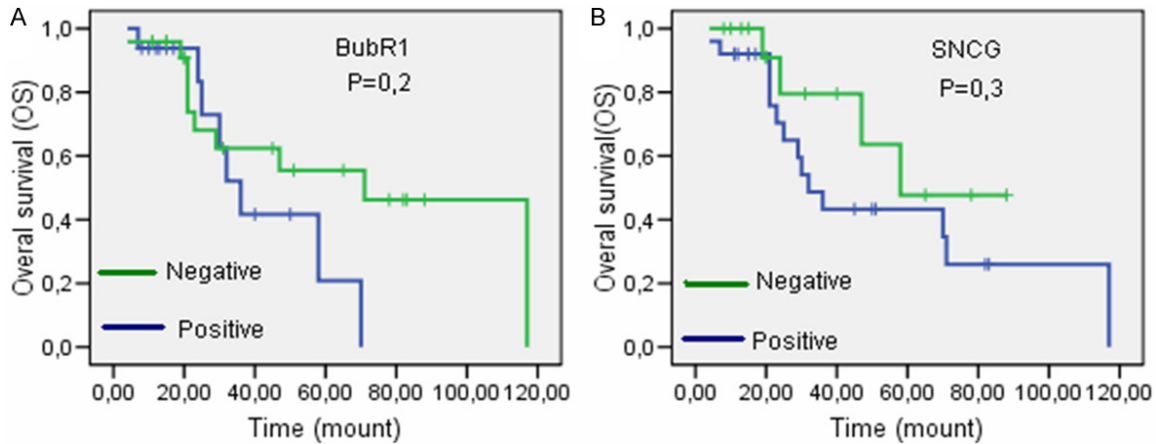 A
Overal survival (OS)
1,0
0,8
0,6
0,4
0,2
0,0
BubR1
P=0,2
Negative
Positive
0,00 20,00 40,00 60,00 80,00 100,00 120,00
Time (mount)
B
Overal survival(OS)
1,0
0,8
0,6
0,4
0,2
0,0
SNCG
P=0,3
Negative
Positive
0,00 20,00 40,00 60,00 80,00 100,00 120,00
Time (mount)